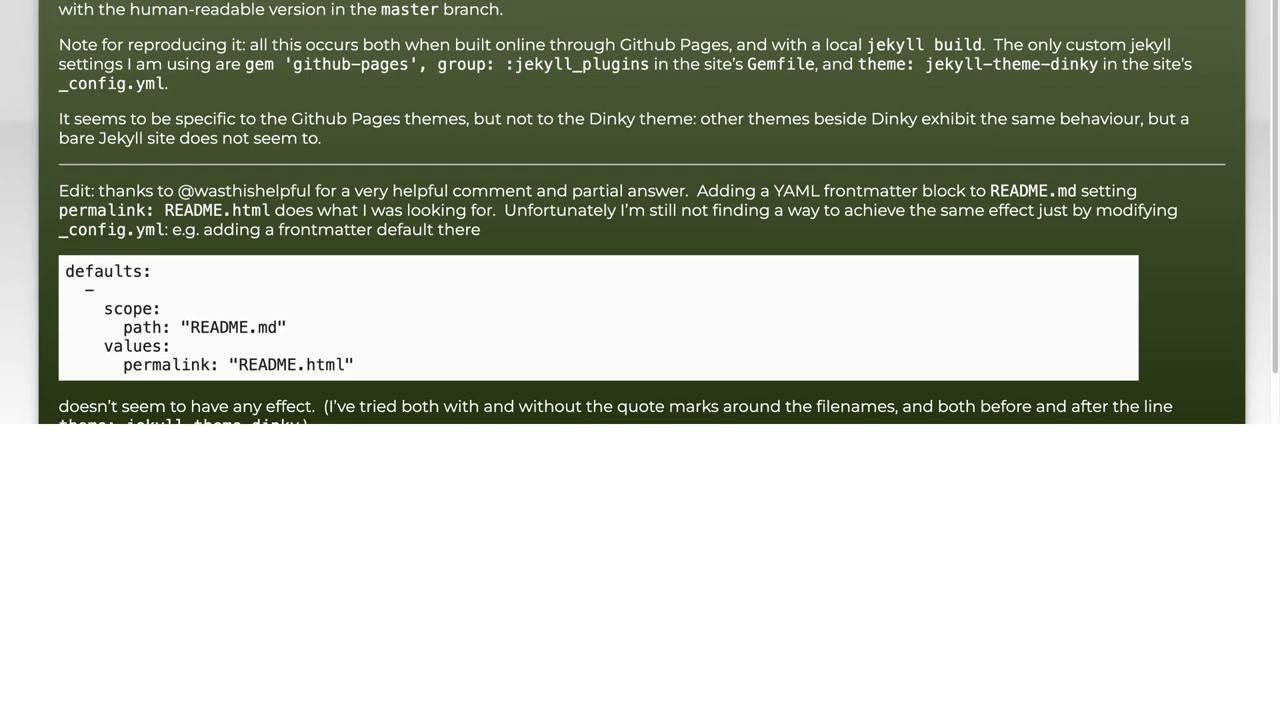 with the human-readable version in the master branch.
Note for reproducing it: all this occurs both when built online through Github Pages, and with a local jekyll build.  The only custom jekyll
settings I am using are gem 'github-pages', group: :jekyll_plugins in the site’s Gemfile, and theme: jekyll-theme-dinky in the site’s
_config.yml.
It seems to be specific to the Github Pages themes, but not to the Dinky theme: other themes beside Dinky exhibit the same behaviour, but a
bare Jekyll site does not seem to.
Edit: thanks to @wasthishelpful for a very helpful comment and partial answer.  Adding a YAML frontmatter block to README.md setting
permalink: README.html does what I was looking for.  Unfortunately I’m still not finding a way to achieve the same effect just by modifying
_config.yml: e.g. adding a frontmatter default there
defaults:
  -
    scope:
      path: "README.md"
    values:
      permalink: "README.html"
doesn’t seem to have any effect.  (I’ve tried both with and without the quote marks around the filenames, and both before and after the line
theme: jekyll-theme-dinky.)